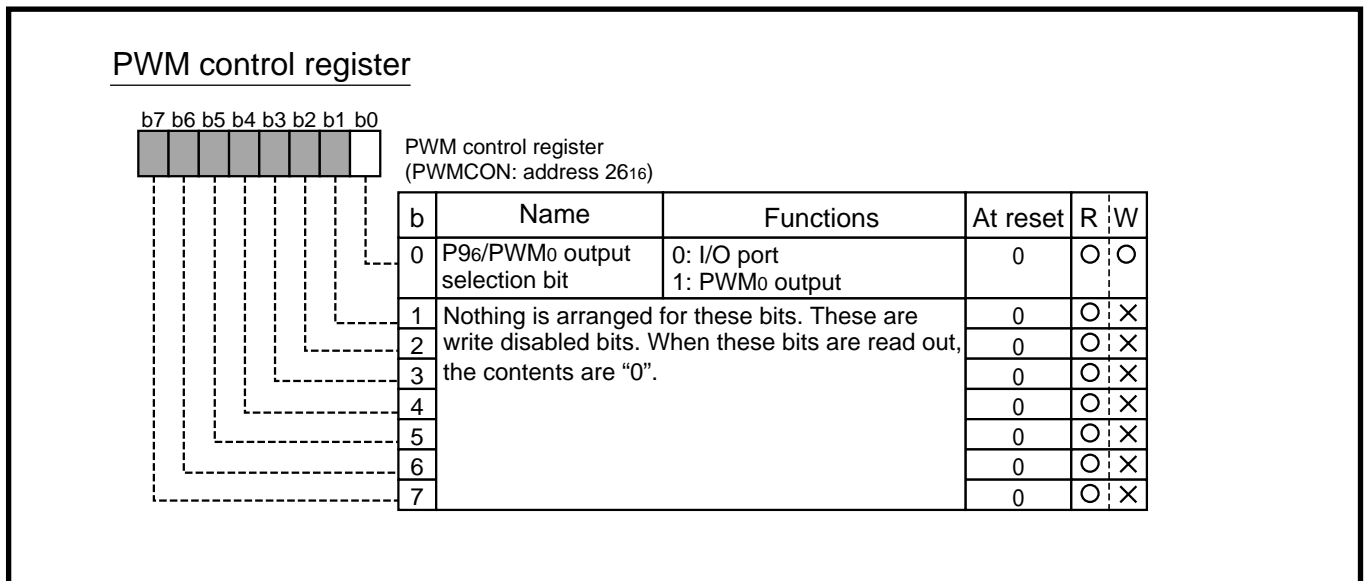 PWM control register
b7 b6 b5 b4 b3 b2 b1 b0
PWM control register
(PWMCON: address 2616)
b Name Functions At reset R W
0 P96/PWM0 output 0: I/O port 0 O O
selection bit 1: PWM0 output
1 Nothing is arranged for these bits. These are 0 O ×
2 write disabled bits. When these bits are read out, 0 O ×
3 the contents are “0”. 0 O ×
4 0 O ×
5 0 O ×
6 0 O ×
7 0 O ×